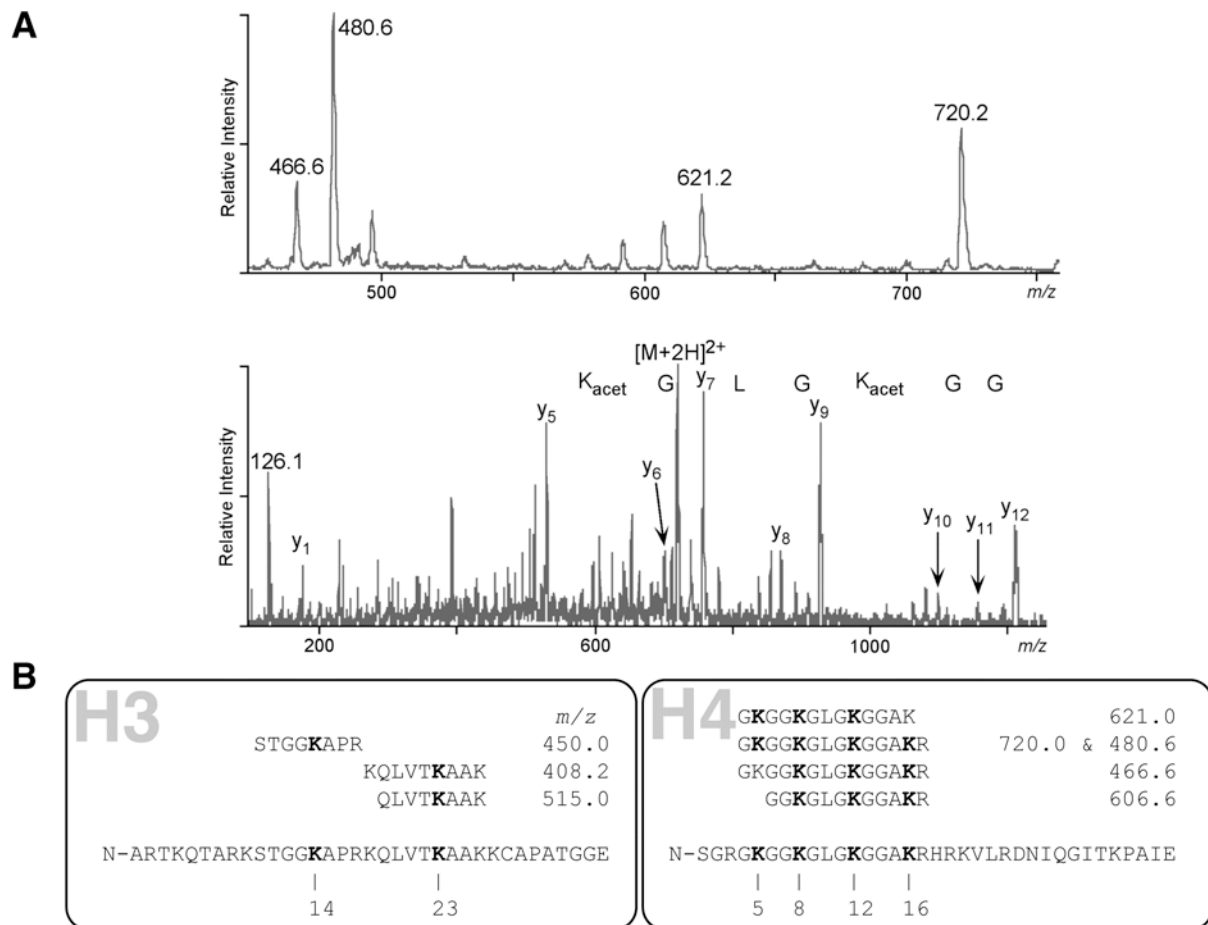 A
Relative Intensity
480.6
466.6
621.2
720.2
500
600
700
m/z
Relative Intensity
[M+2H]2+
Kacet G y7 L G Kacet G G
126.1
y1
y5
y6
y8
y9
y10
y11
y12
200
600
1000
m/z
B
H3
m/z
STGGKAPR 450.0
KQLVTKAAK 408.2
QLVTKAAK 515.0
N-ARTKQTARKSTGGKAPRKQLVTKAAKKCAPATGGE
14 23
H4
GKGGKGLGKGGAK 621.0
GKGGKGLGKGGAKR 720.0 & 480.6
GKGGKGLGKGGAKR 466.6
GGKGLGKGGAKR 606.6
N-SGRGKGGKGLGKGGAKRHRKVLRDNIQGITKPAIE
5 8 12 16